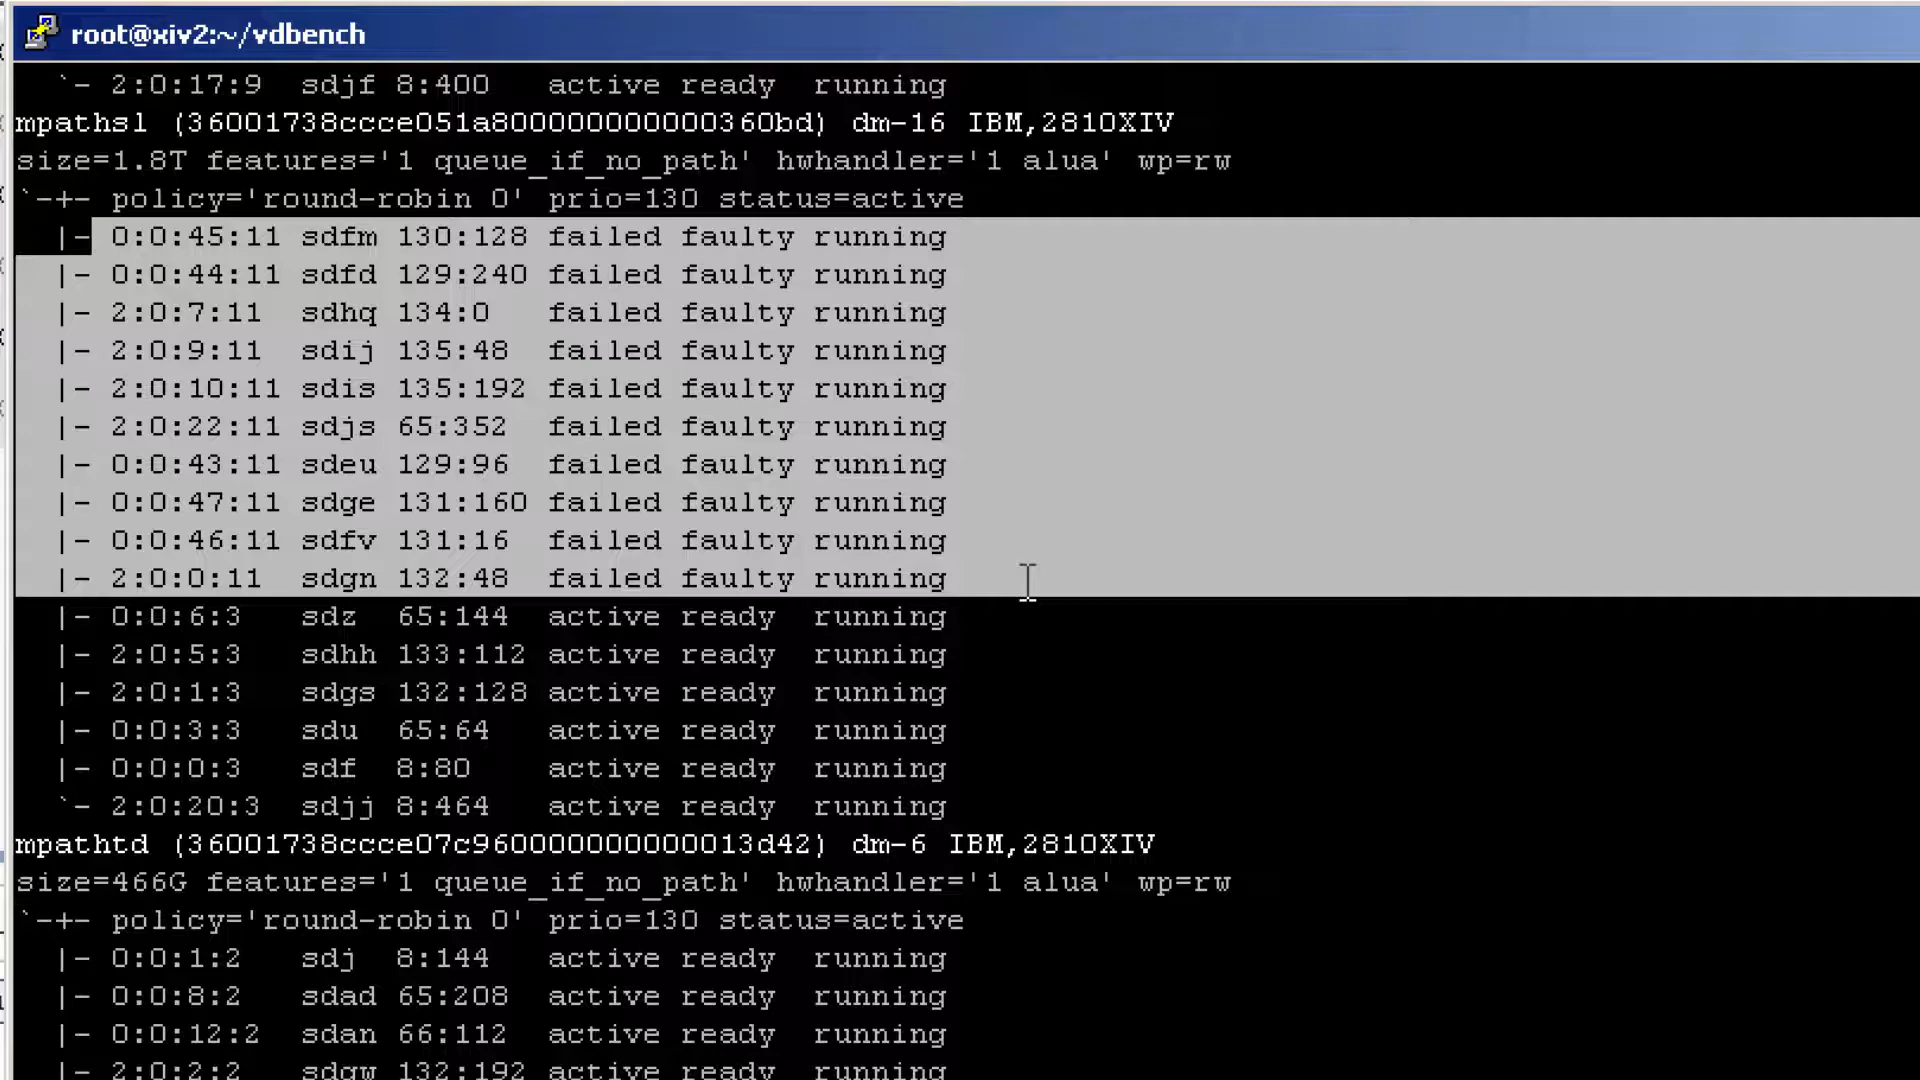 root@xiv2:~/vdbench
`- 2:0:17:9  sdjf 8:400   active ready  running
mpathsl (36001738ccce051a800000000000360bd) dm-16 IBM,2810XIV
size=1.8T features='1 queue_if_no_path' hwhandler='1 alua' wp=rw
`-+- policy='round-robin 0' prio=130 status=active
|- 0:0:45:11 sdfm 130:128 failed faulty running
|- 0:0:44:11 sdfd 129:240 failed faulty running
|- 2:0:7:11  sdhq 134:0   failed faulty running
|- 2:0:9:11  sdij 135:48  failed faulty running
|- 2:0:10:11 sdis 135:192 failed faulty running
|- 2:0:22:11 sdjs 65:352  failed faulty running
|- 0:0:43:11 sdeu 129:96  failed faulty running
|- 0:0:47:11 sdge 131:160 failed faulty running
|- 0:0:46:11 sdfv 131:16  failed faulty running
|- 2:0:0:11  sdgn 132:48  failed faulty running
|- 0:0:6:3   sdz  65:144  active ready  running
|- 2:0:5:3   sdhh 133:112 active ready  running
|- 2:0:1:3   sdgs 132:128 active ready  running
|- 0:0:3:3   sdu  65:64   active ready  running
|- 0:0:0:3   sdf  8:80    active ready  running
`- 2:0:20:3  sdjj 8:464   active ready  running
mpathtd (36001738ccce07c960000000000013d42) dm-6 IBM,2810XIV
size=466G features='1 queue_if_no_path' hwhandler='1 alua' wp=rw
`-+- policy='round-robin 0' prio=130 status=active
|- 0:0:1:2   sdj  8:144   active ready  running
|- 0:0:8:2   sdad 65:208  active ready  running
|- 0:0:12:2  sdan 66:112  active ready  running
|- 2:0:2:2   sdgw 132:192 active ready  running